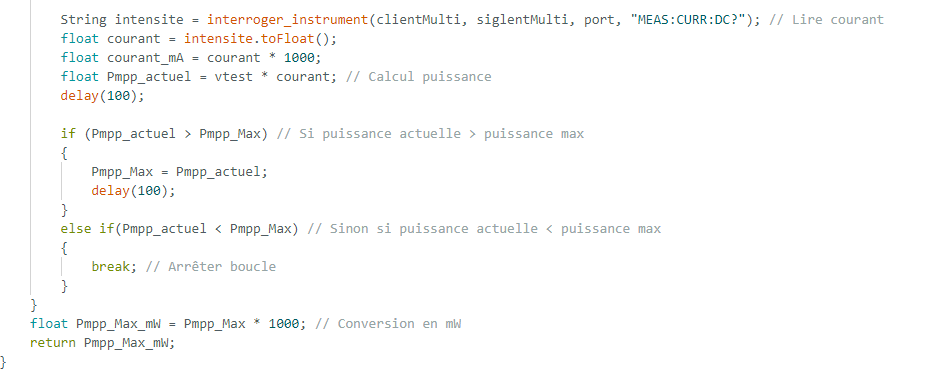 String intensite = interroger_instrument(clientMulti, siglentMulti, port, "MEAS:CURR:DC?"); // Lire courant
float courant = intensite.toFloat();
float courant_mA = courant * 1000;
float Pmpp_actuel = vtest * courant; // Calcul puissance
delay(100);
if (Pmpp_actuel > Pmpp_Max) // Si puissance actuelle > puissance max
{
Pmpp_Max = Pmpp_actuel;
delay(100);
}
else if(Pmpp_actuel < Pmpp_Max) // Sinon si puissance actuelle < puissance max
{
break; // Arrêter boucle
}
}
float Pmpp_Max_mW = Pmpp_Max * 1000; // Conversion en mW
return Pmpp_Max_mW;
}